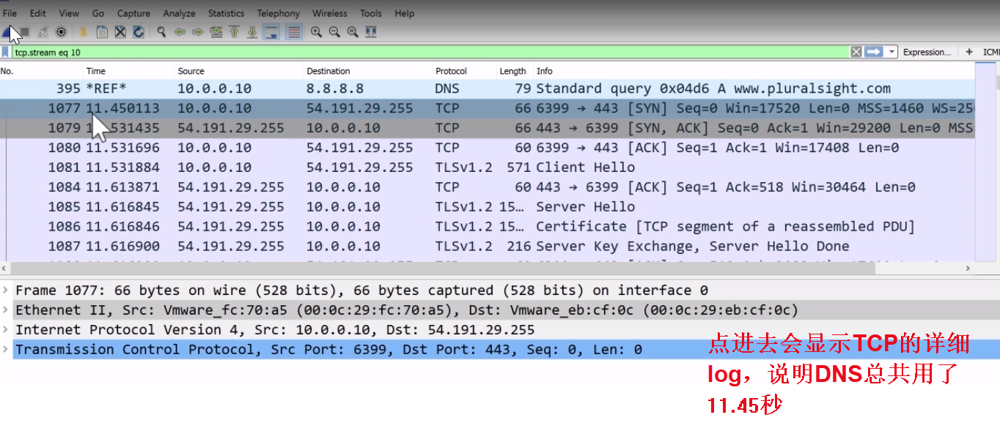 File Edit View Go Capture Analyze Statistics Telephony Wireless Tools Help
tcp.stream eq 10 Expression... + ICM
No. Time Source Destination Protocol Length Info
395 *REF* 10.0.0.10 8.8.8.8 DNS 79 Standard query 0x04d6 A www.pluralsight.com
1077 11.450113 10.0.0.10 54.191.29.255 TCP 66 6399 → 443 [SYN] Seq=0 Win=17520 Len=0 MSS=1460 WS=25
1079 1 .531435 54.191.29.255 10.0.0.10 TCP 66 443 → 6399 [SYN, ACK] Seq=0 Ack=1 Win=29200 Len=0 MSS
1080 11.531696 10.0.0.10 54.191.29.255 TCP 60 6399 → 443 [ACK] Seq=1 Ack=1 Win=17408 Len=0
1081 11.531884 10.0.0.10 54.191.29.255 TLSv1.2 571 Client Hello
1084 11.613871 54.191.29.255 10.0.0.10 TCP 60 443 → 6399 [ACK] Seq=1 Ack=518 Win=30464 Len=0
1085 11.616845 54.191.29.255 10.0.0.10 TLSv1.2 15… Server Hello
1086 11.616846 54.191.29.255 10.0.0.10 TLSv1.2 15… Certificate [TCP segment of a reassembled PDU]
1087 11.616900 54.191.29.255 10.0.0.10 TLSv1.2 216 Server Key Exchange, Server Hello Done
Frame 1077: 66 bytes on wire (528 bits), 66 bytes captured (528 bits) on interface 0
Ethernet II, Src: Vmware_fc:70:a5 (00:0c:29:fc:70:a5), Dst: Vmware_eb:cf:0c (00:0c:29:eb:cf:0c)
Internet Protocol Version 4, Src: 10.0.0.10, Dst: 54.191.29.255
Transmission Control Protocol, Src Port: 6399, Dst Port: 443, Seq: 0, Len: 0
点进去会显示TCP的详细
log，说明DNS总共用了
11.45秒